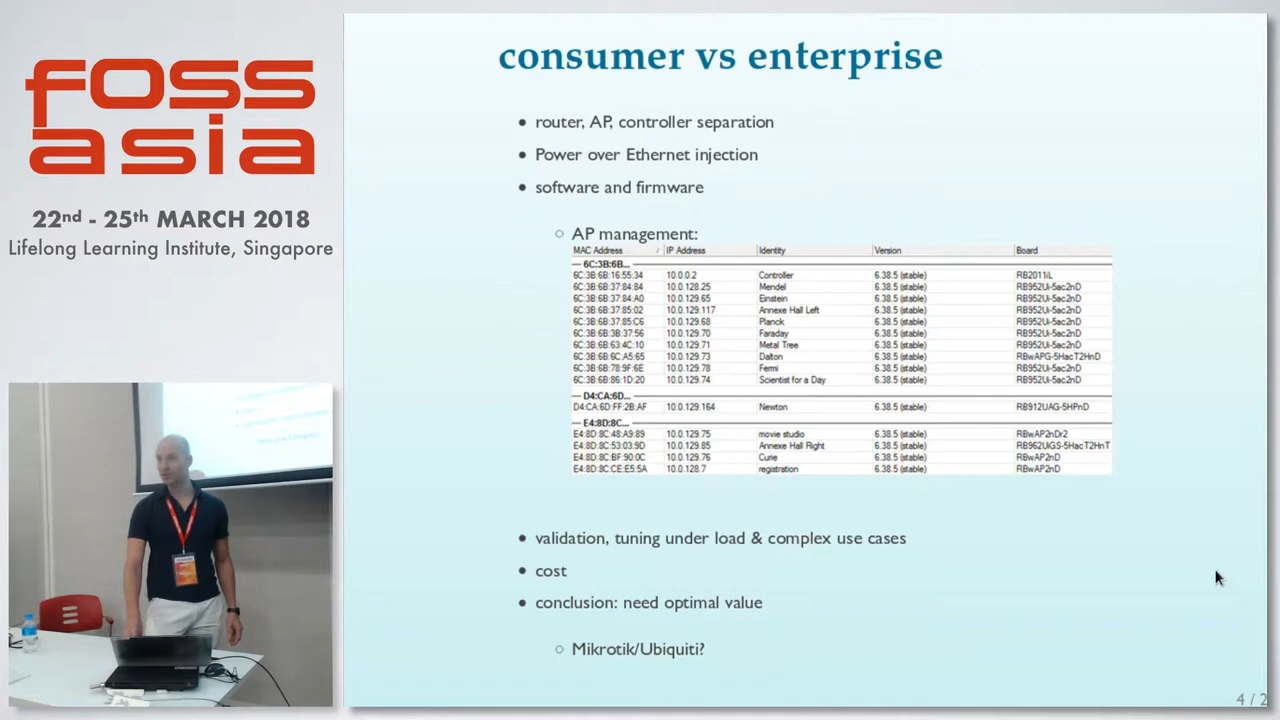 foss
asia
22nd - 25th MARCH 2018
Lifelong Learning Institute, Singapore
consumer vs enterprise
• router, AP, controller separation
• Power over Ethernet injection
• software and firmware
○ AP management:
MAC Address / IP Address Identity Version Board
6C:3B:6B...
6C:3B:6B:16:55:34 10.0.0.2 Controller 6.38.5 (stable) RB2011iL
6C:3B:6B:37:84:84 10.0.128.25 Mendel 6.38.5 (stable) RB952Ui-5ac2nD
6C:3B:6B:37:84:A0 10.0.129.65 Einstein 6.38.5 (stable) RB952Ui-5ac2nD
6C:3B:6B:37:85:02 10.0.129.117 Annexe Hall Left 6.38.5 (stable) RB952Ui-5ac2nD
6C:3B:6B:37:85:C6 10.0.129.68 Planck 6.38.5 (stable) RB952Ui-5ac2nD
6C:3B:6B:3B:37:56 10.0.129.70 Faraday 6.38.5 (stable) RB952Ui-5ac2nD
6C:3B:6B:63:4C:10 10.0.129.71 Metal Tree 6.38.5 (stable) RB952Ui-5ac2nD
6C:3B:6B:6C:A5:65 10.0.129.73 Dalton 6.38.5 (stable) RBwAPG-5HacT2HnD
6C:3B:6B:78:9F:6E 10.0.129.78 Fermi 6.38.5 (stable) RB952Ui-5ac2nD
6C:3B:6B:86:1D:20 10.0.129.74 Scientist for a Day 6.38.5 (stable) RB952Ui-5ac2nD
D4:CA:6D...
D4:CA:6D:FF:2B:AF 10.0.129.164 Newton 6.38.5 (stable) RB912UAG-5HPnD
E4:8D:8C...
E4:8D:8C:48:A9:89 10.0.129.75 movie studio 6.38.5 (stable) RBwAP2nDr2
E4:8D:8C:53:03:9D 10.0.129.85 Annexe Hall Right 6.38.5 (stable) RB962UiGS-5HacT2HnT
E4:8D:8C:BF:90:0C 10.0.129.76 Curie 6.38.5 (stable) RBwAP2nD
E4:8D:8C:CE:E5:5A 10.0.128.7 registration 6.38.5 (stable) RBwAP2nD
• validation, tuning under load & complex use cases
• cost
• conclusion: need optimal value
○ Mikrotik/Ubiquiti?
4 / 2